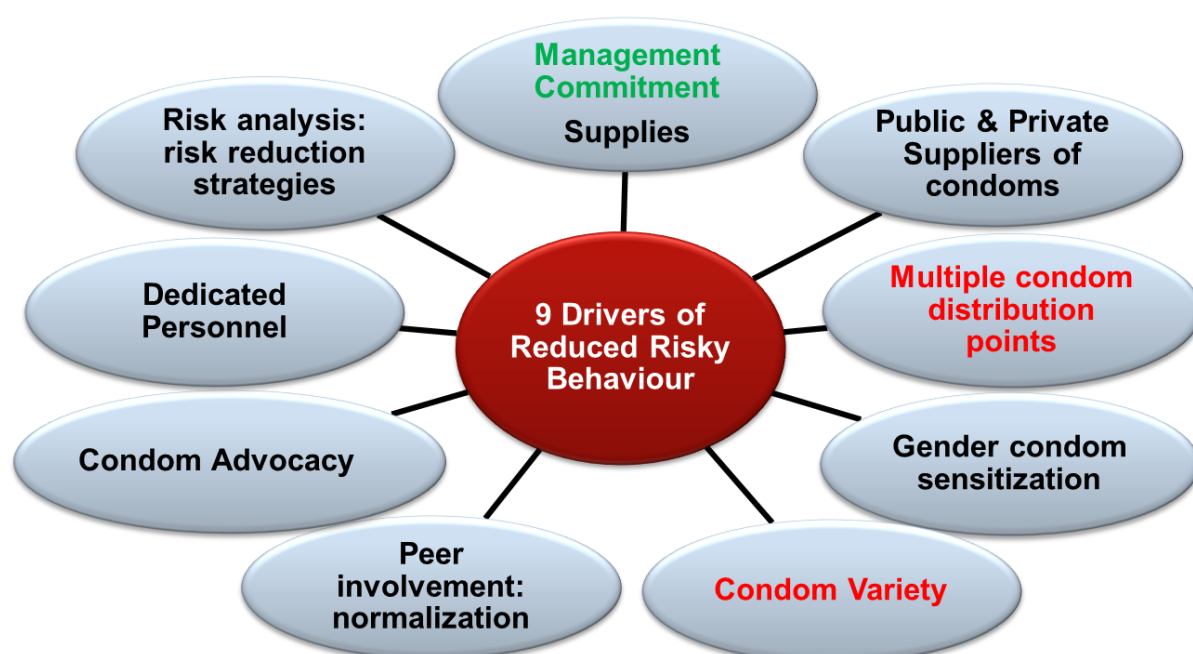 Management
Commitment
Supplies
Public & Private
Suppliers of
condoms
Multiple condom
distribution
points
Gender condom
sensitization
Condom Variety
Peer
involvement:
normalization
Condom Advocacy
Dedicated
Personnel
Risk analysis:
risk reduction
strategies
9 Drivers of
Reduced Risky
Behaviour